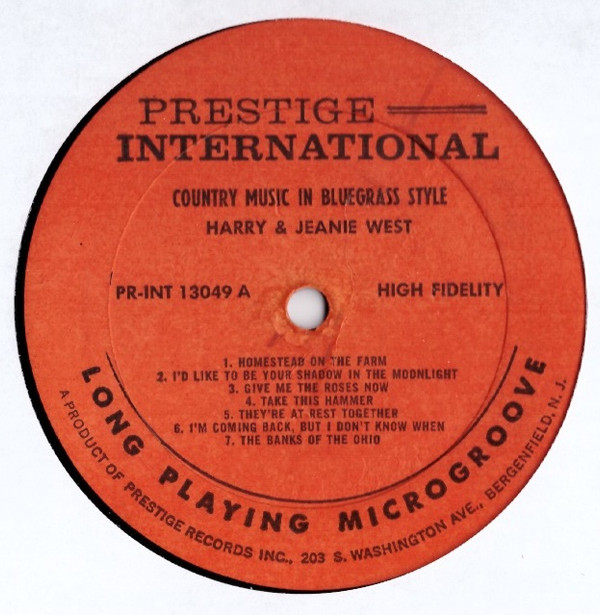 PRESTIGE
INTERNATIONAL
COUNTRY MUSIC IN BLUEGRASS STYLE
HARRY & JEANIE WEST
PR-INT 13049 A
HIGH FIDELITY
1. HOMESTEAD ON THE FARM
2. I'D LIKE TO BE YOUR SHADOW IN THE MOONLIGHT
3. GIVE ME THE ROSES NOW
4. TAKE THIS HAMMER
5. THEY'RE AT REST TOGETHER
6. I'M COMING BACK, BUT I DON'T KNOW WHEN
7. THE BANKS OF THE OHIO
LONG PLAYING MICROGROOVE
A PRODUCT OF PRESTIGE RECORDS INC., 203 S. WASHINGTON AVE., BERGENFIELD, N. J.